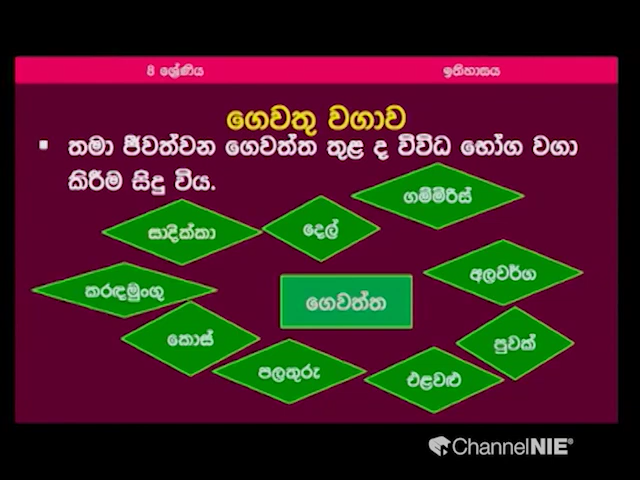 8 ශ්‍රේණිය
ඉතිහාසය
ගෙවතු වගාව
▪ තමා ජීවත්වන ගෙවත්ත තුළ ද විවිධ භෝග වගා
කිරීම සිදු විය.
ගම්මිරිස්
සාදික්කා
දෙල්
අලවර්ග
කරඳමුංගු
ගෙවත්ත
කොස්
පුවක්
පලතුරු
එළවළු
ChannelNIE®